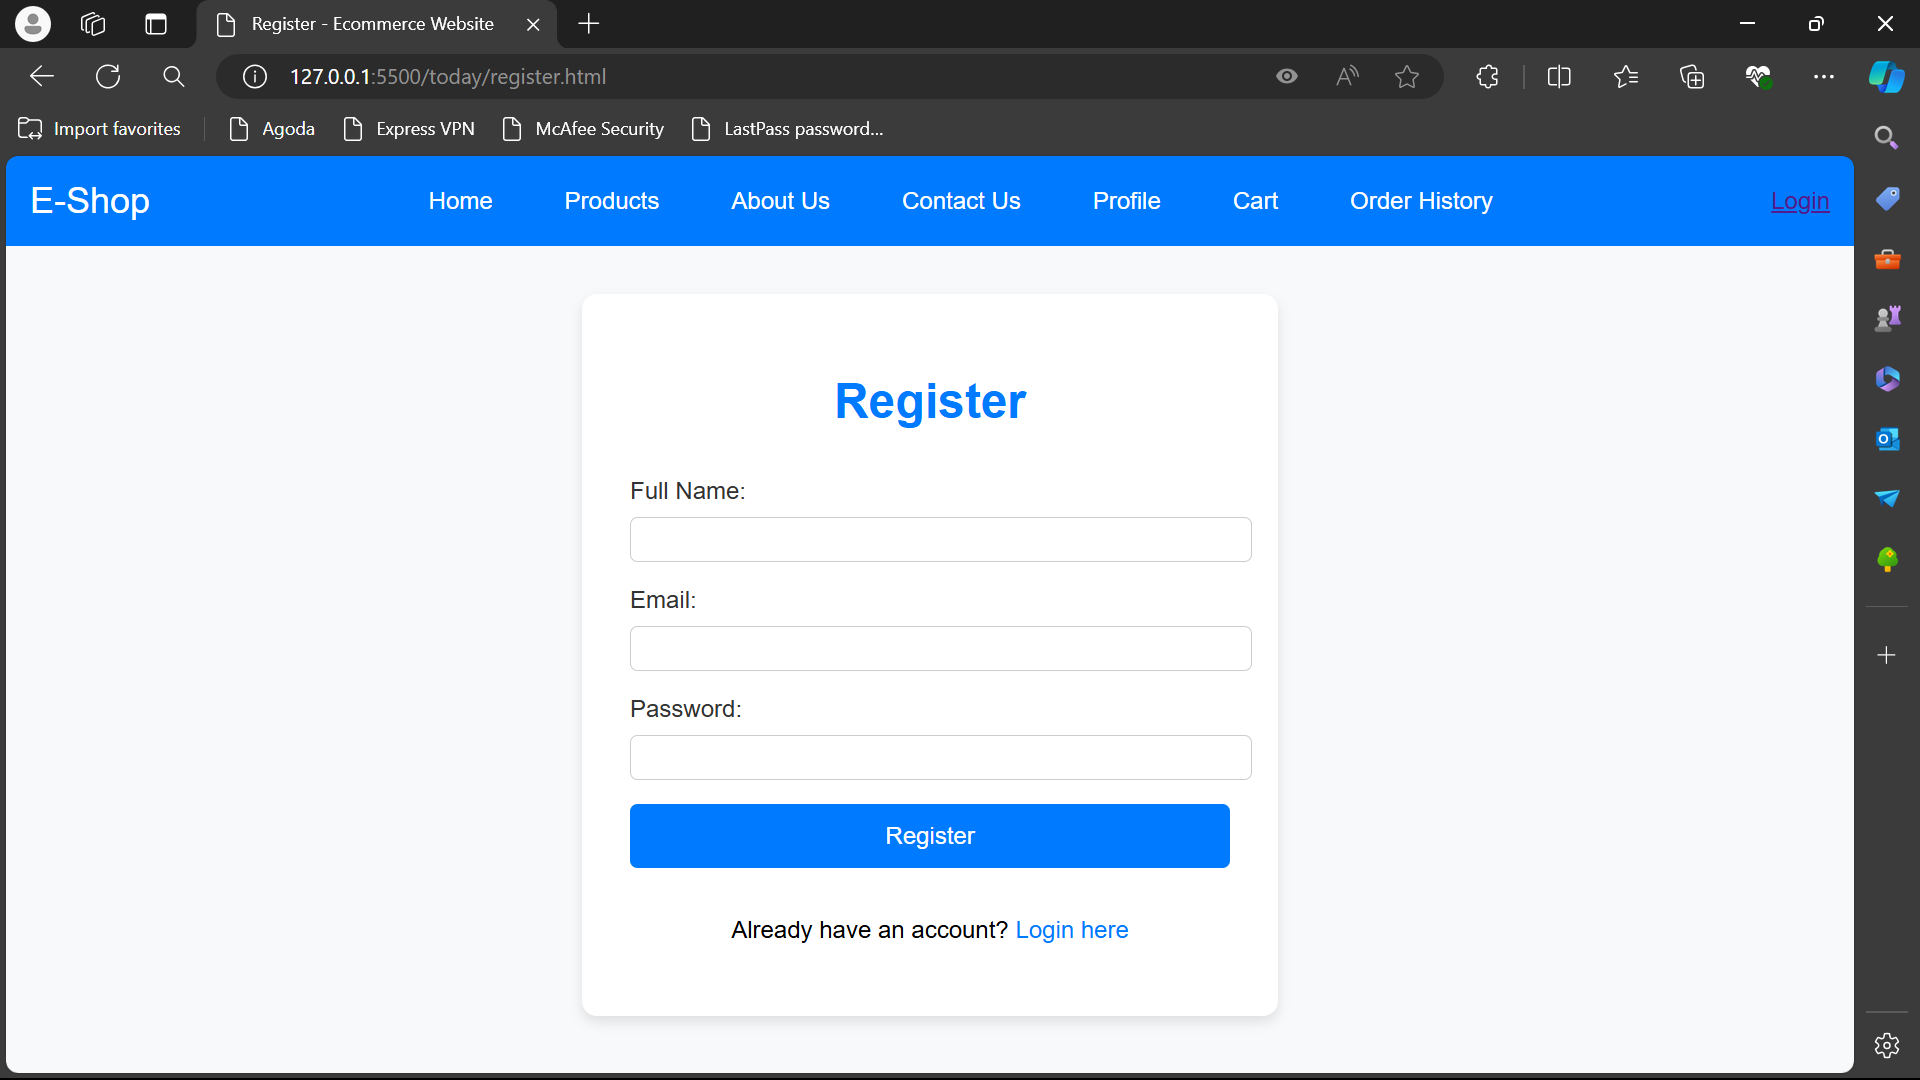 Register - Ecommerce Website
127.0.0.1:5500/today/register.html
Import favorites Agoda Express VPN McAfee Security LastPass password...
E-Shop Home Products About Us Contact Us Profile Cart Order History Login
Register
Full Name:
Email:
Password:
Register
Already have an account? Login here